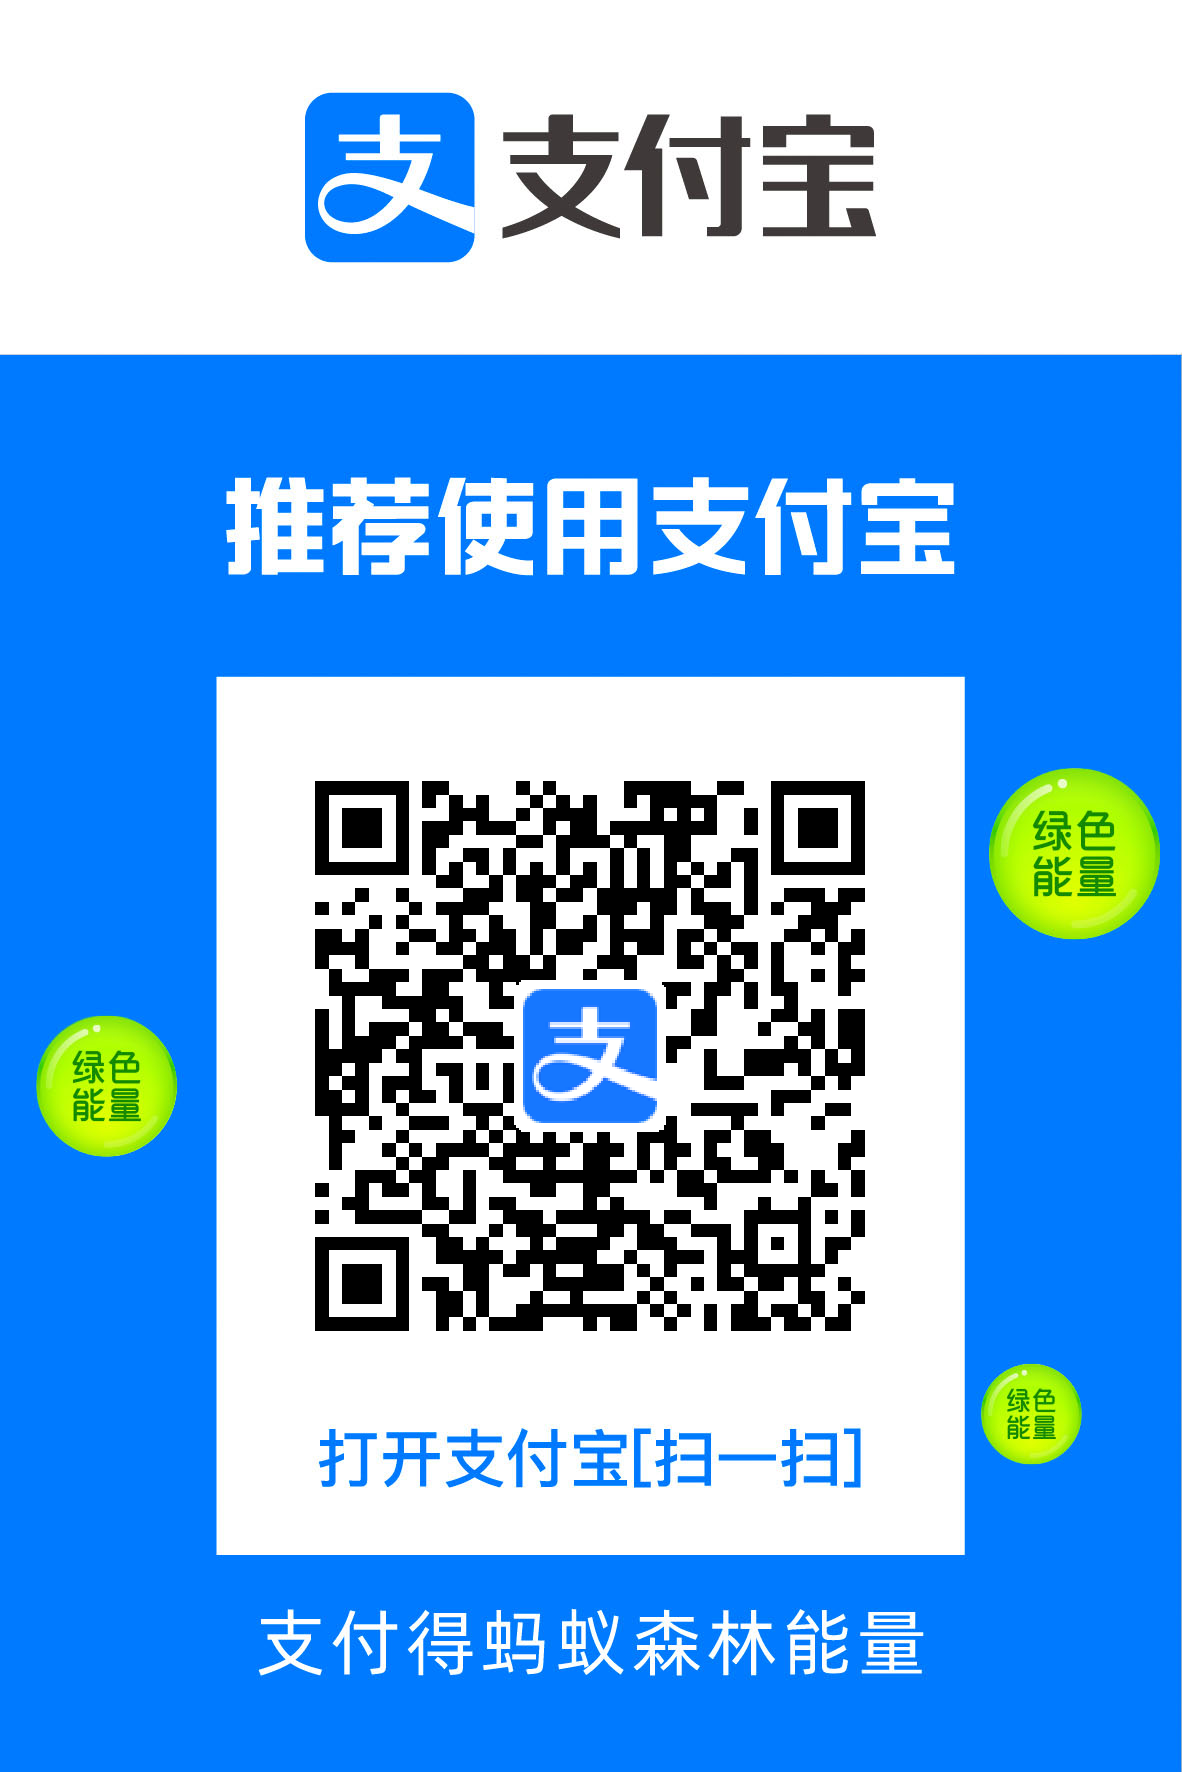 支 支付宝
推荐使用支付宝
绿色
能量
绿色
能量
支
绿色
能量
打开支付宝[扫一扫]
支付得蚂蚁森林能量